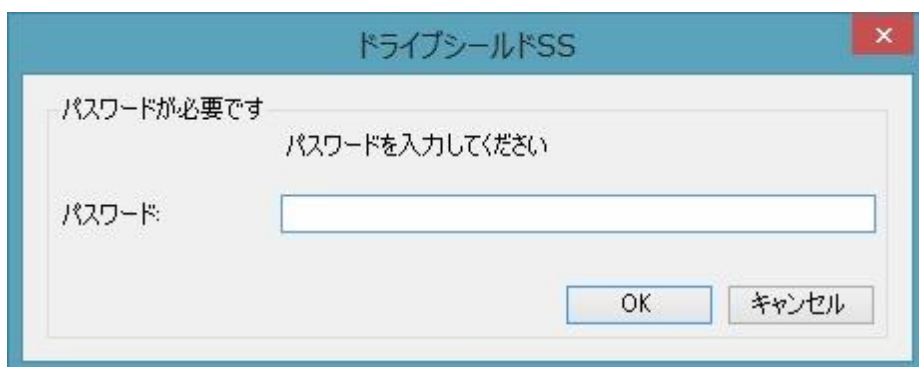 ドライブシールドSS
パスワードが必要です
パスワードを入力してください
パスワード:
OK
キャンセル